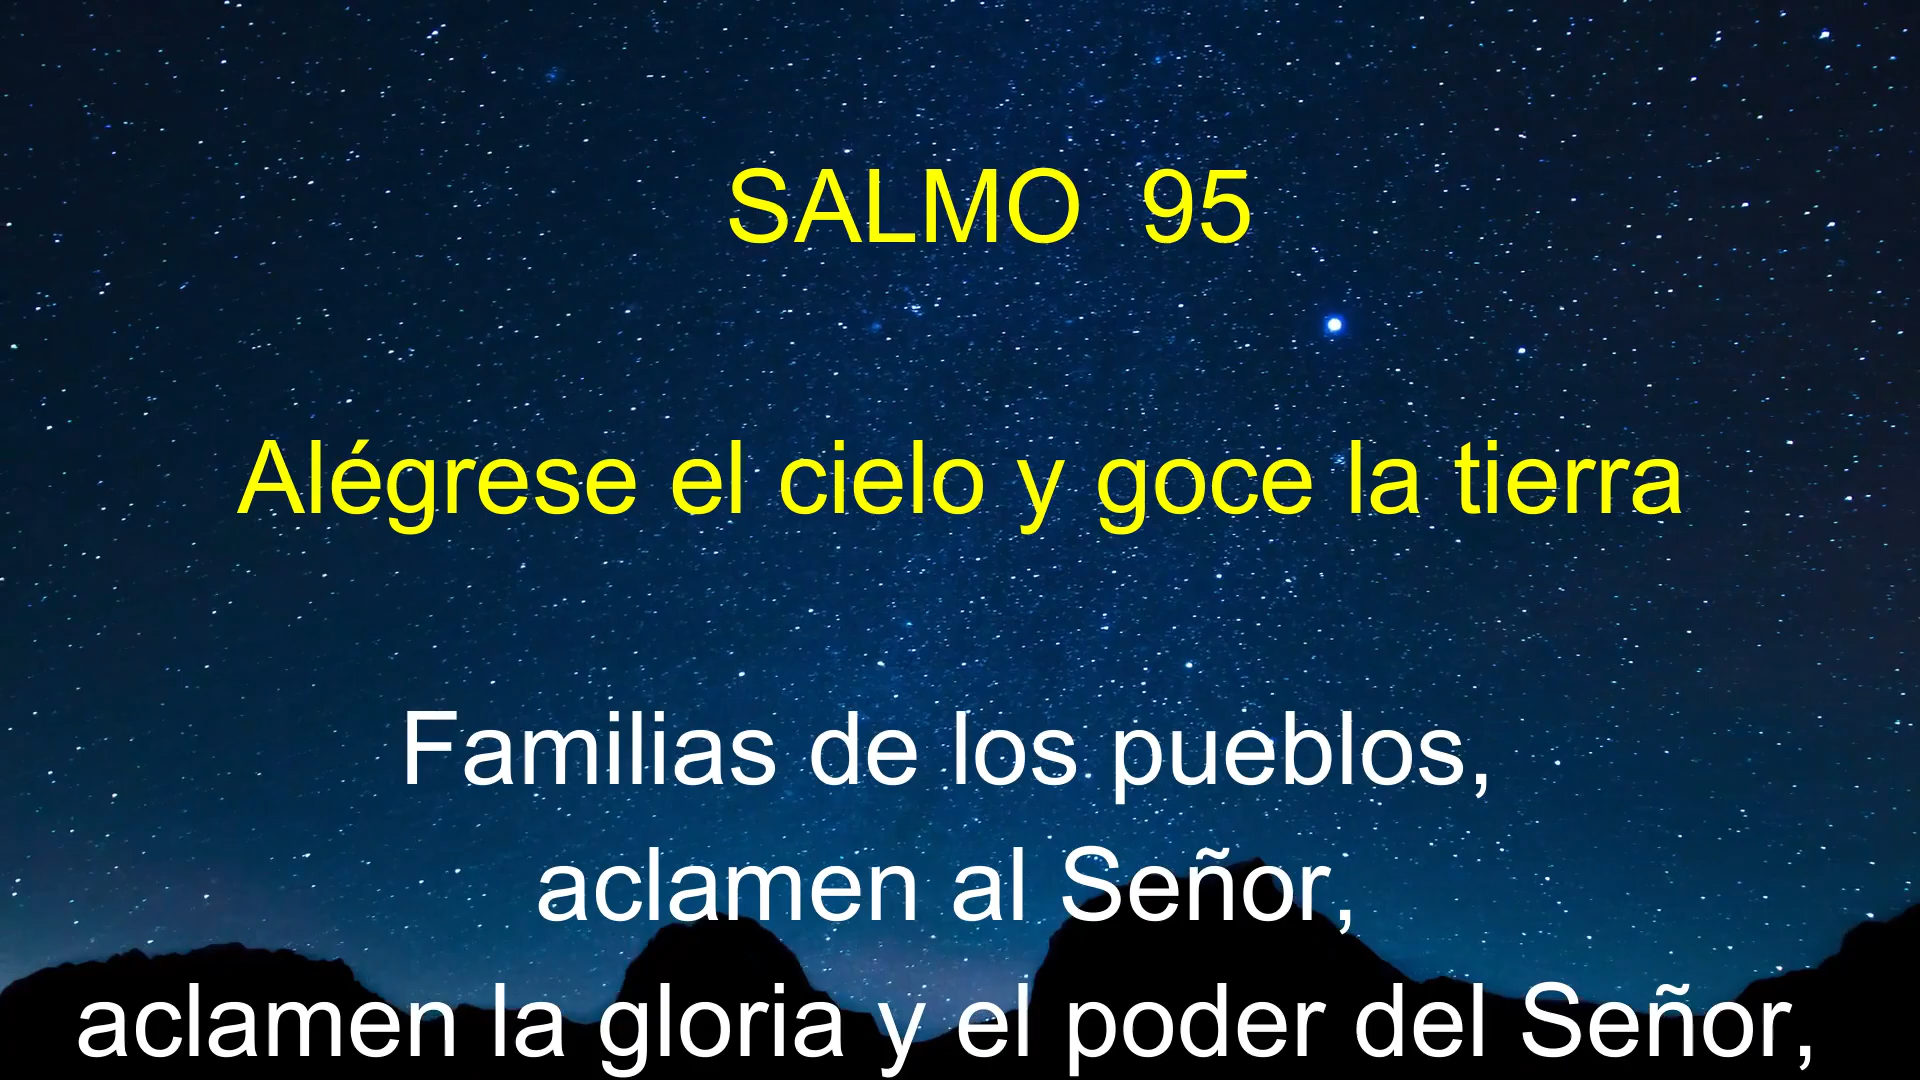 SALMO  95
Alégrese el cielo y goce la tierra
Familias de los pueblos,
aclamen al Señor,
aclamen la gloria y el poder del Señor,